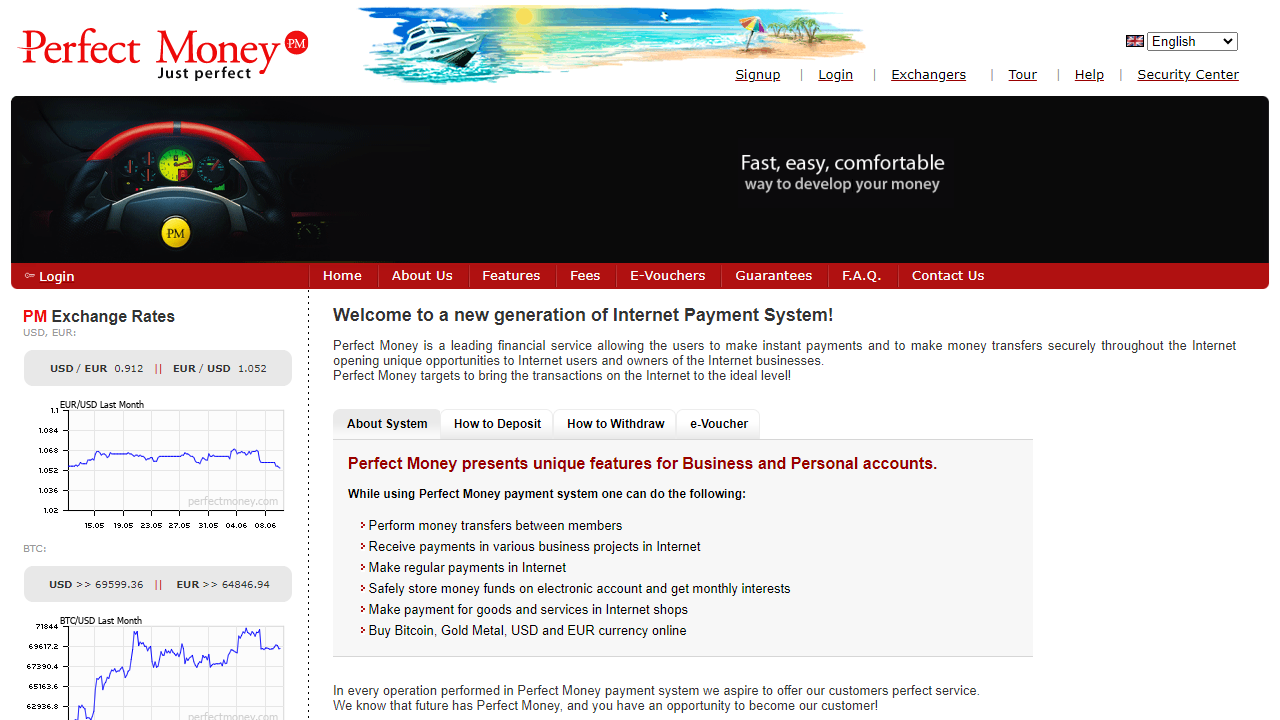 Perfect Money PM
Just perfect
English
Signup | Login | Exchangers | Tour | Help | Security Center
PM
Fast, easy, comfortable
way to develop your money
Login
Home About Us Features Fees E-Vouchers Guarantees F.A.Q. Contact Us
PM Exchange Rates
USD, EUR:
USD / EUR 0.912 || EUR / USD 1.052
EUR/USD Last Month
1.1
1.084
1.068
1.052
1.036
1.02
perfectmoney.com
15.05 19.05 23.05 27.05 31.05 04.06 08.06
BTC:
USD >> 69599.36 || EUR >> 64846.94
BTC/USD Last Month
71844
69617.2
67390.4
65163.6
62936.8
perfectmoney.com
Welcome to a new generation of Internet Payment System!
Perfect Money is a leading financial service allowing the users to make instant payments and to make money transfers securely throughout the Internet
opening unique opportunities to Internet users and owners of the Internet businesses.
Perfect Money targets to bring the transactions on the Internet to the ideal level!
About System How to Deposit How to Withdraw e-Voucher
Perfect Money presents unique features for Business and Personal accounts.
While using Perfect Money payment system one can do the following:
Perform money transfers between members
Receive payments in various business projects in Internet
Make regular payments in Internet
Safely store money funds on electronic account and get monthly interests
Make payment for goods and services in Internet shops
Buy Bitcoin, Gold Metal, USD and EUR currency online
In every operation performed in Perfect Money payment system we aspire to offer our customers perfect service.
We know that future has Perfect Money, and you have an opportunity to become our customer!